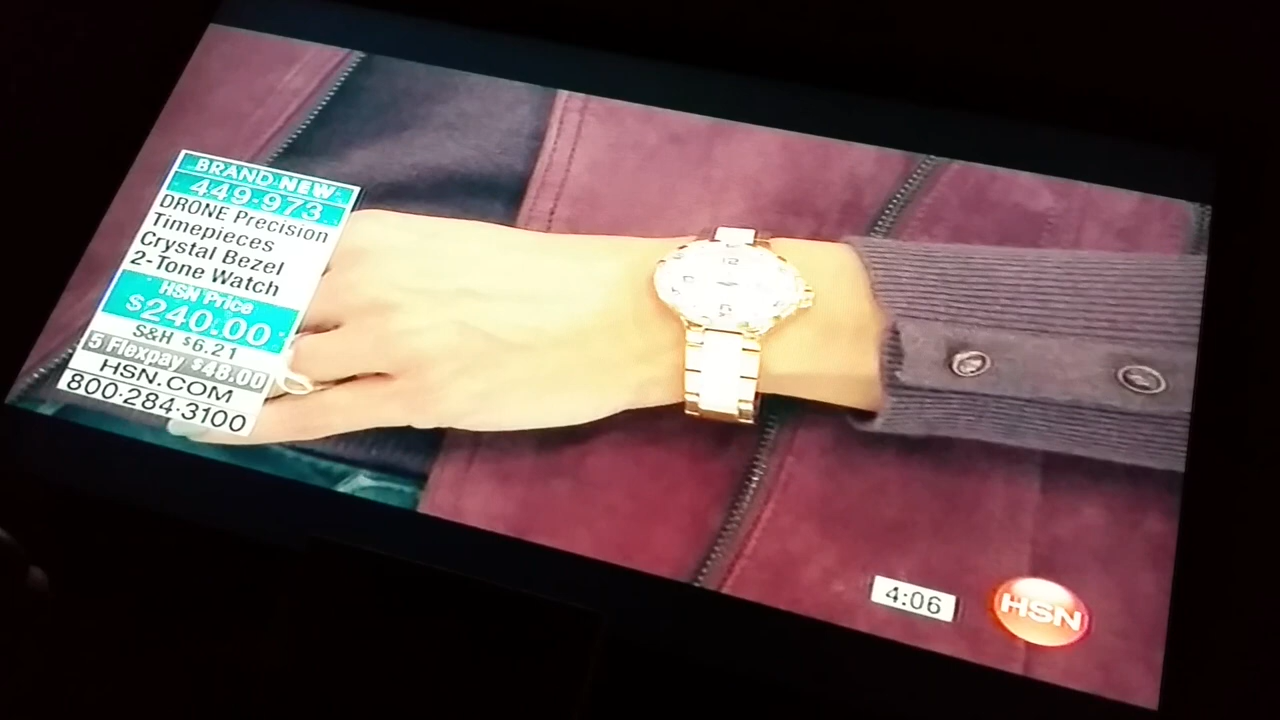 BRAND NEW
449-973
DRONE Precision
Timepieces
Crystal Bezel
2-Tone Watch
HSN Price
$240.00
S&H $6.21
5 Flexpay $48.00
HSN.COM
800-284-3100
12
4:06
HSN